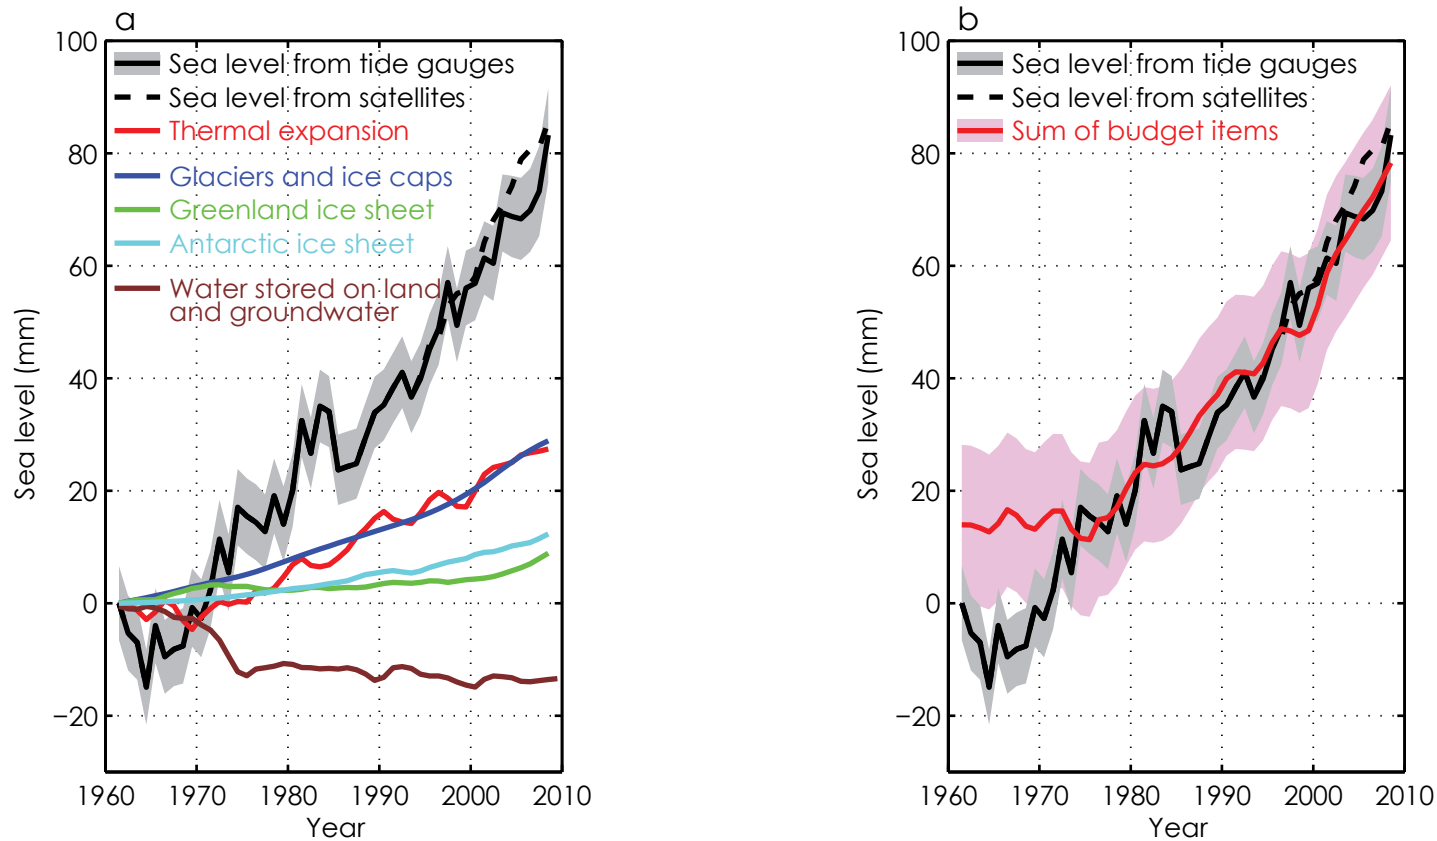 a
100
80
60
40
20
0
−20
1960 1970 1980 1990 2000 2010
Year
Sea level (mm)
Sea level from tide gauges
Sea level from satellites
Thermal expansion
Glaciers and ice caps
Greenland ice sheet
Antarctic ice sheet
Water stored on land
and groundwater
b
100
80
60
40
20
0
−20
1960 1970 1980 1990 2000 2010
Year
Sea level (mm)
Sea level from tide gauges
Sea level from satellites
Sum of budget items